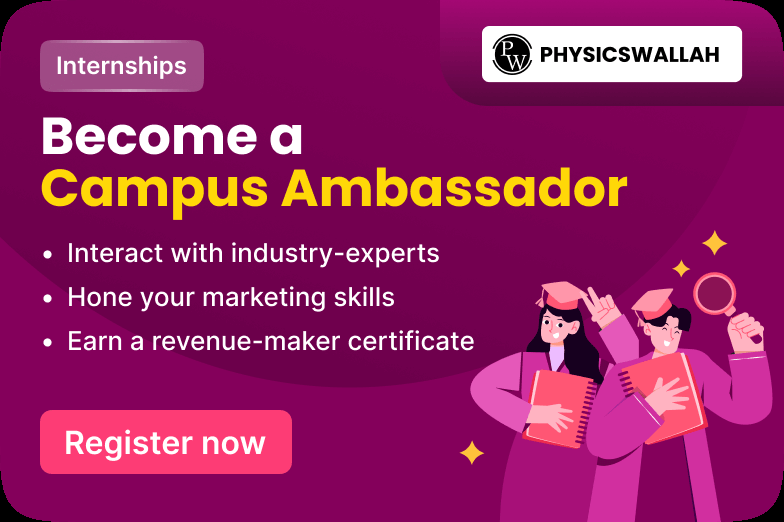 Internships
PW PHYSICSWALLAH
Become a
Campus Ambassador
• Interact with industry-experts
• Hone your marketing skills
• Earn a revenue-maker certificate
Register now